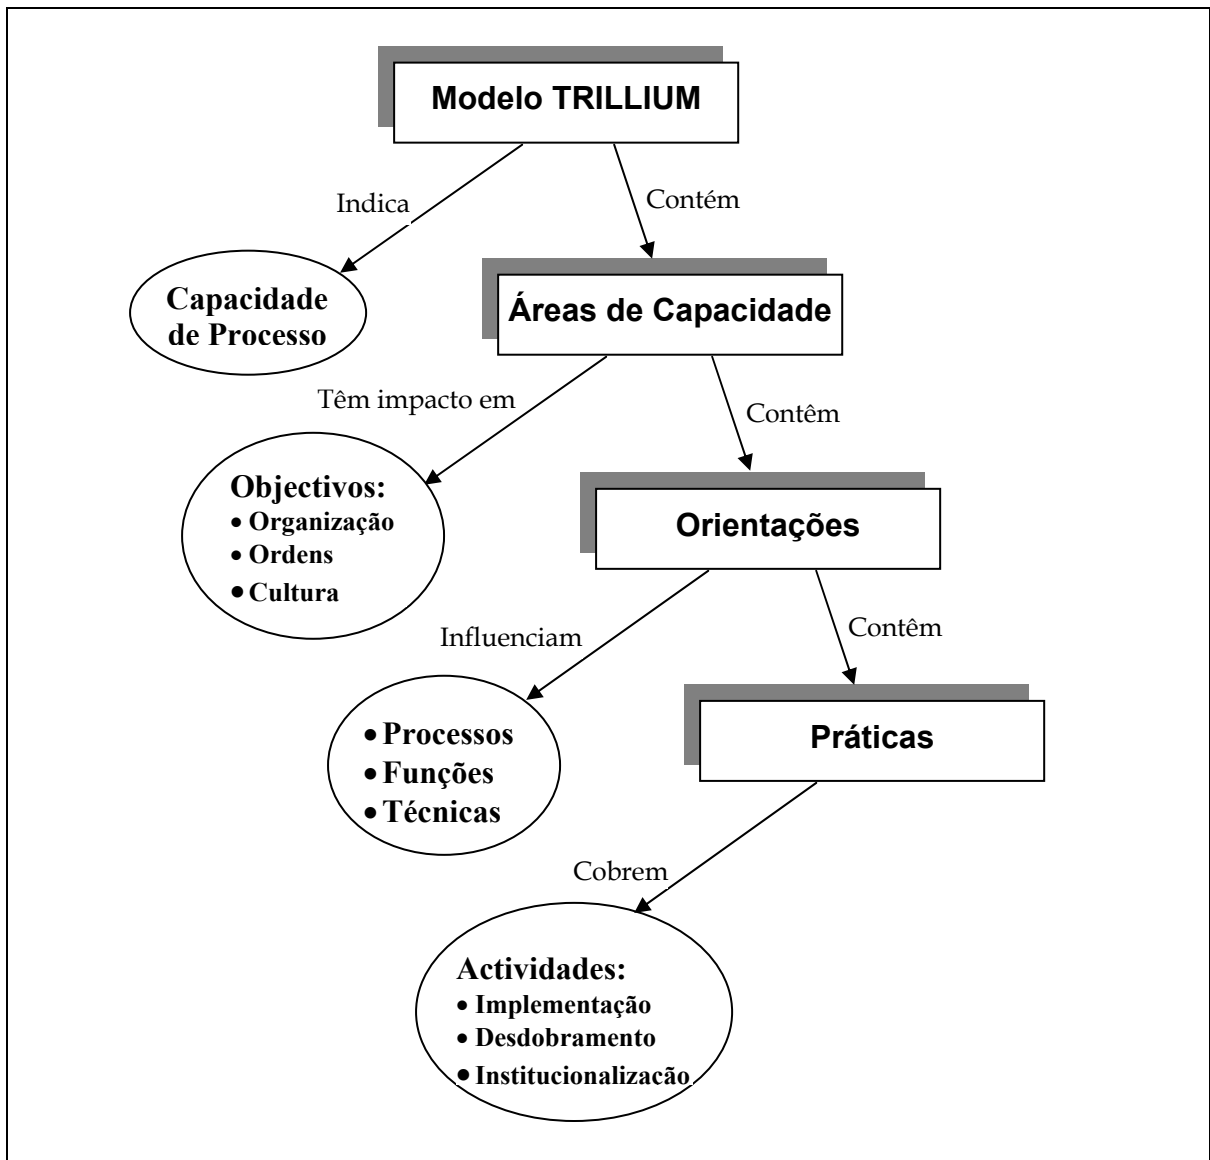 Modelo TRILLIUM
Indica
Contém
Capacidade
de Processo
Áreas de Capacidade
Têm impacto em
Contêm
Objectivos:
• Organização
• Ordens
• Cultura
Orientações
Influenciam
Contêm
• Processos
• Funções
• Técnicas
Práticas
Cobrem
Actividades:
• Implementação
• Desdobramento
• Institucionalização